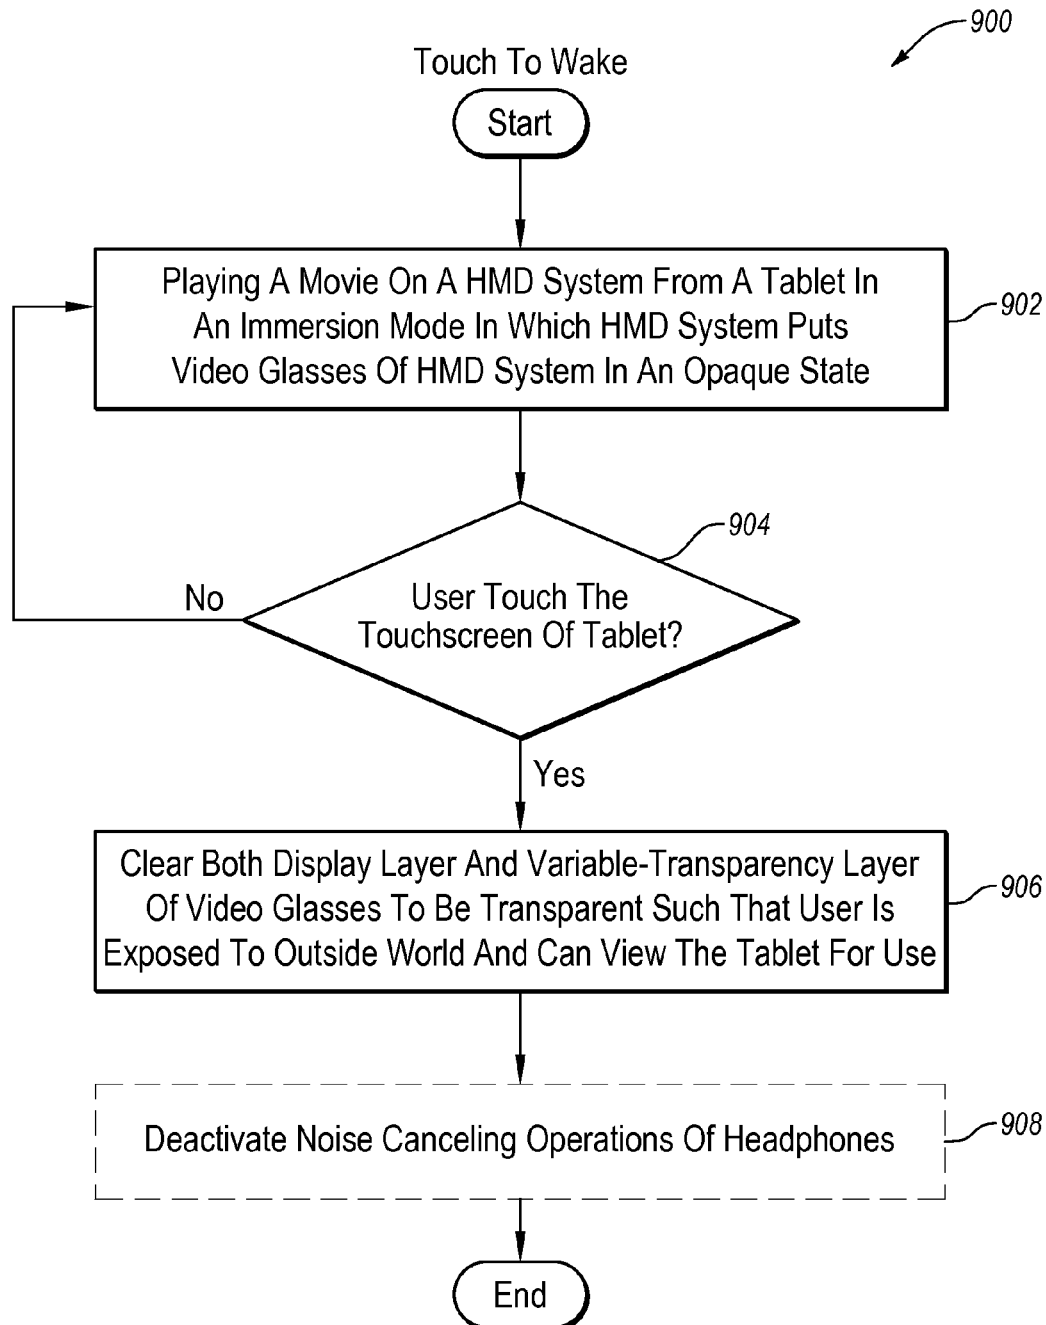 900
Touch To Wake
Start
Playing A Movie On A HMD System From A Tablet In
An Immersion Mode In Which HMD System Puts
Video Glasses Of HMD System In An Opaque State
902
904
User Touch The
Touchscreen Of Tablet?
No
Yes
Clear Both Display Layer And Variable-Transparency Layer
Of Video Glasses To Be Transparent Such That User Is
Exposed To Outside World And Can View The Tablet For Use
906
Deactivate Noise Canceling Operations Of Headphones
908
End